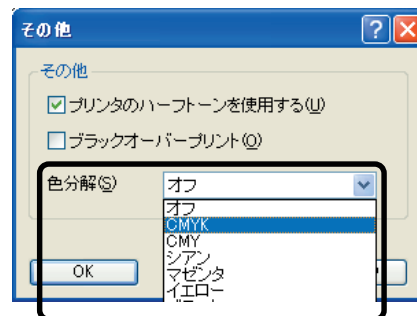 その他
その他
プリンタのハーフトーンを使用する(U)
ブラックオーバープリント(O)
色分解(S)
オフ
オフ
CMYK
CMY
シアン
マゼンタ
イエロー
OK